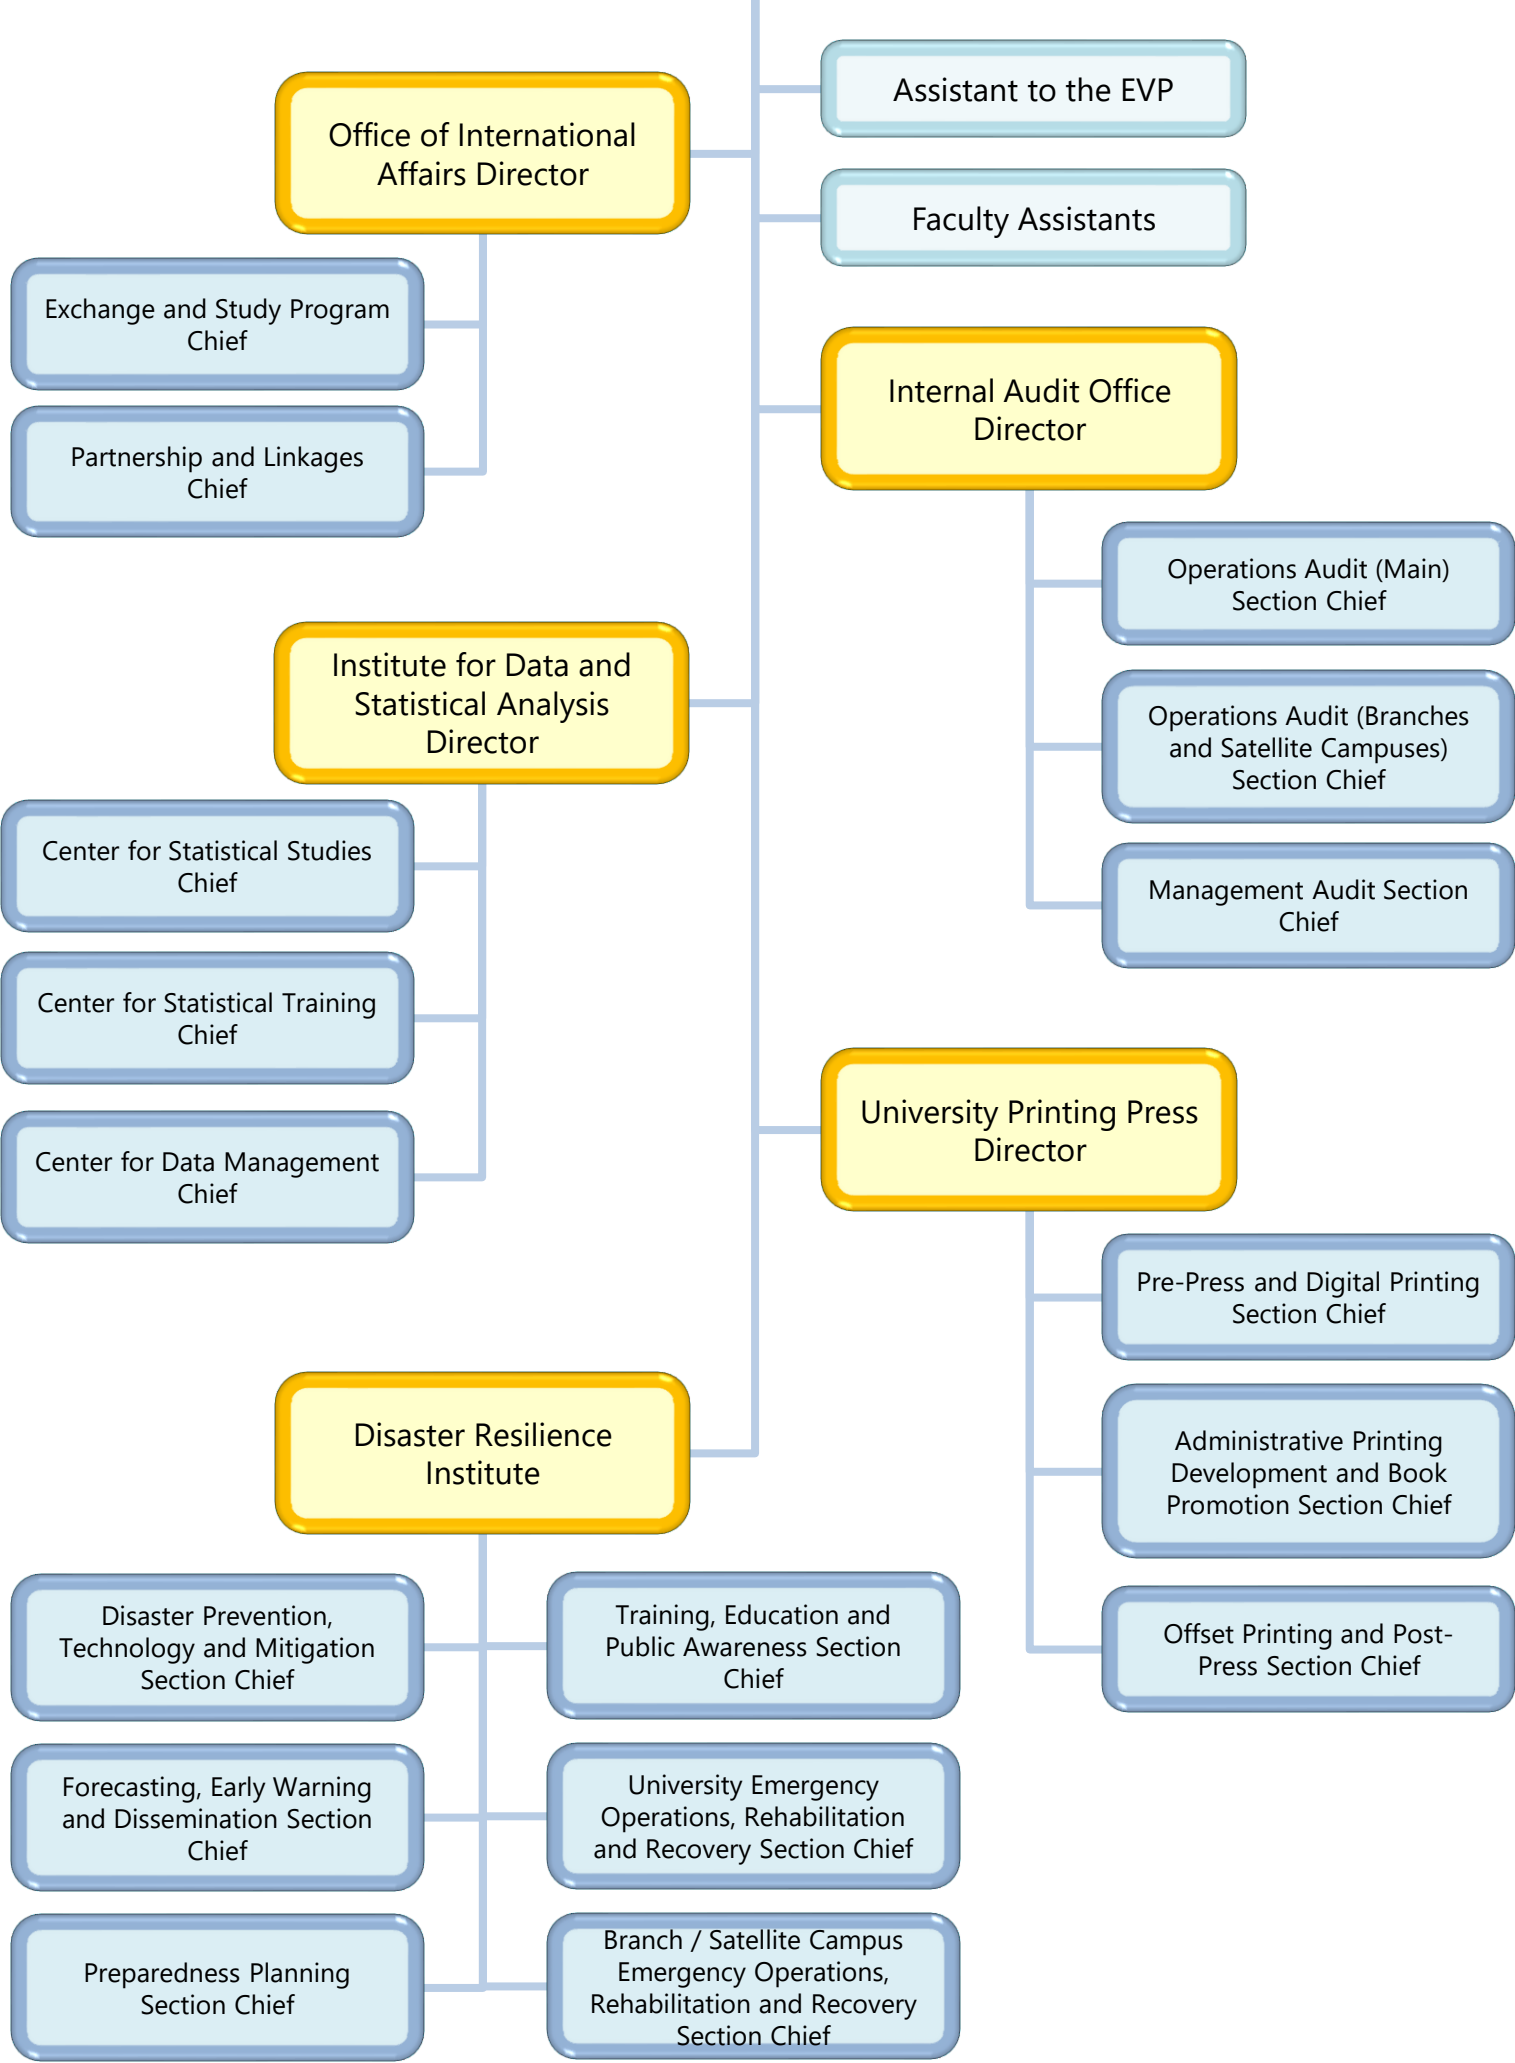 Assistant to the EVP
Office of International
Affairs Director
Faculty Assistants
Exchange and Study Program
Chief
Partnership and Linkages
Chief
Internal Audit Office
Director
Operations Audit (Main)
Section Chief
Operations Audit (Branches
and Satellite Campuses)
Section Chief
Management Audit Section
Chief
Institute for Data and
Statistical Analysis
Director
Center for Statistical Studies
Chief
Center for Statistical Training
Chief
Center for Data Management
Chief
University Printing Press
Director
Pre-Press and Digital Printing
Section Chief
Administrative Printing
Development and Book
Promotion Section Chief
Offset Printing and Post-
Press Section Chief
Disaster Resilience
Institute
Disaster Prevention,
Technology and Mitigation
Section Chief
Training, Education and
Public Awareness Section
Chief
Forecasting, Early Warning
and Dissemination Section
Chief
University Emergency
Operations, Rehabilitation
and Recovery Section Chief
Preparedness Planning
Section Chief
Branch / Satellite Campus
Emergency Operations,
Rehabilitation and Recovery
Section Chief